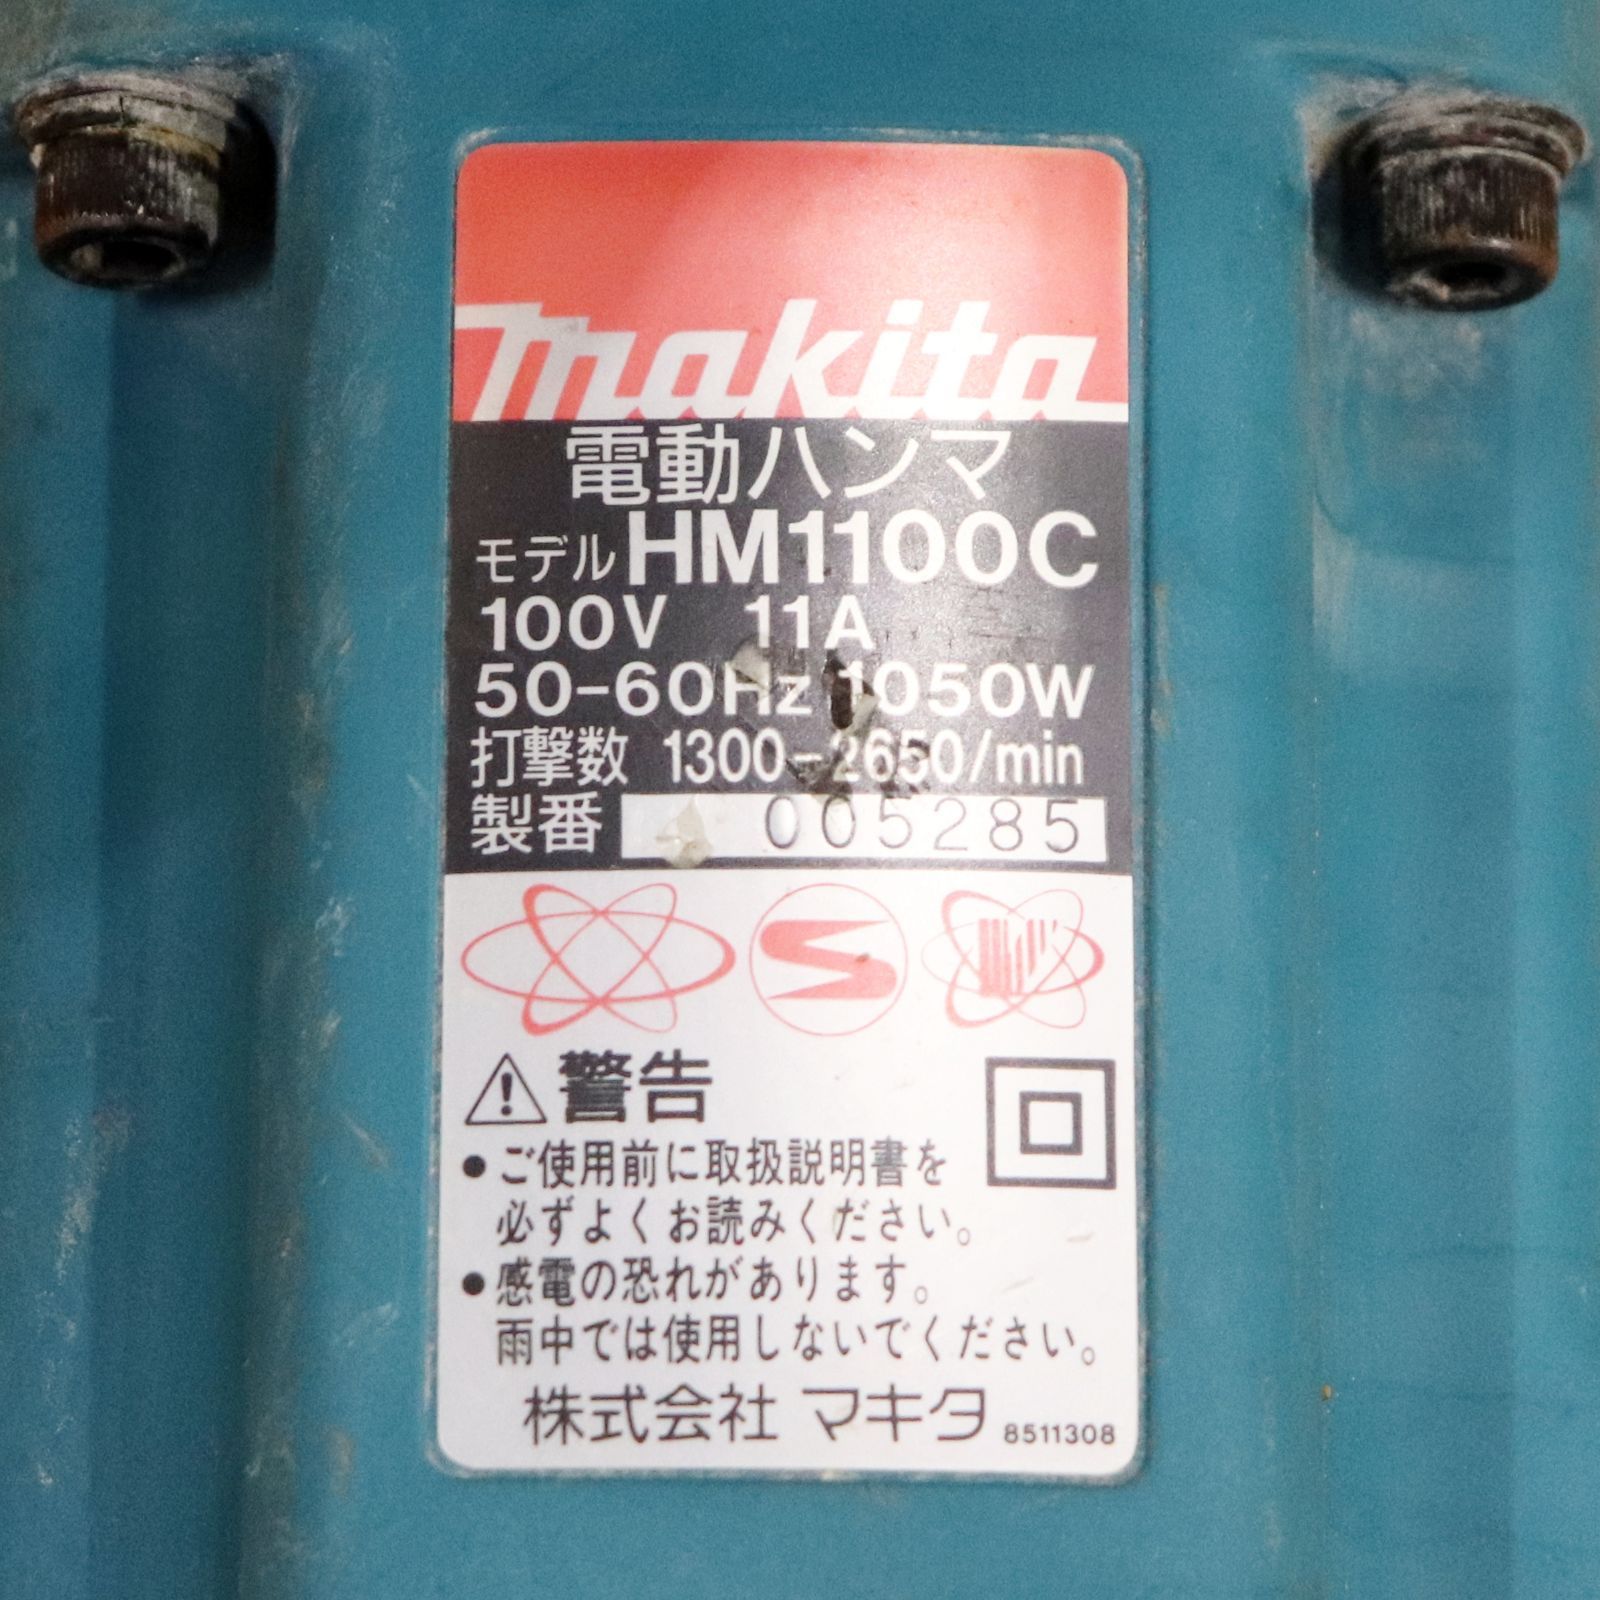 makita
電動ハンマ
モデル HM1100C
100V 11A
50-60Hz 1050W
打撃数 1300-2650/min
製番 005285
警告
●ご使用前に取扱説明書を
必ずよくお読みください。
●感電の恐れがあります。
雨中では使用しないでください。
株式会社 マキタ 8511308